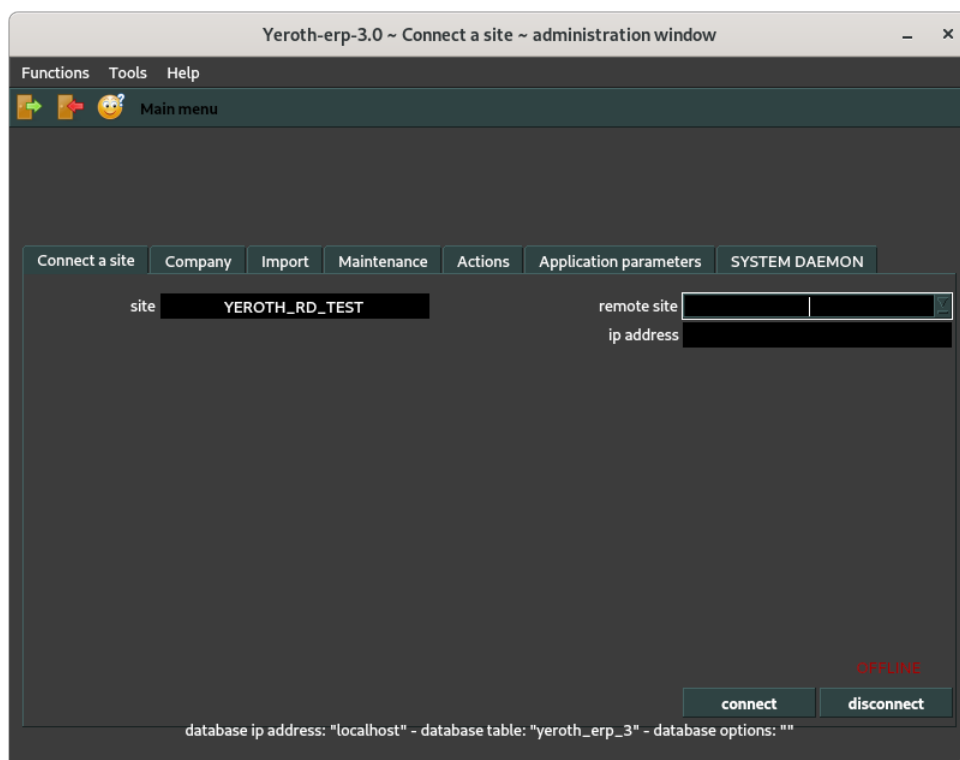 Yeroth-erp-3.0 ~ Connect a site ~ administration window
Functions Tools Help
Main menu
Connect a site Company Import Maintenance Actions Application parameters SYSTEM DAEMON
site YEROTH_RD_TEST remote site
ip address
OFFLINE
connect disconnect
database ip address: "localhost" - database table: "yeroth_erp_3" - database options: ""